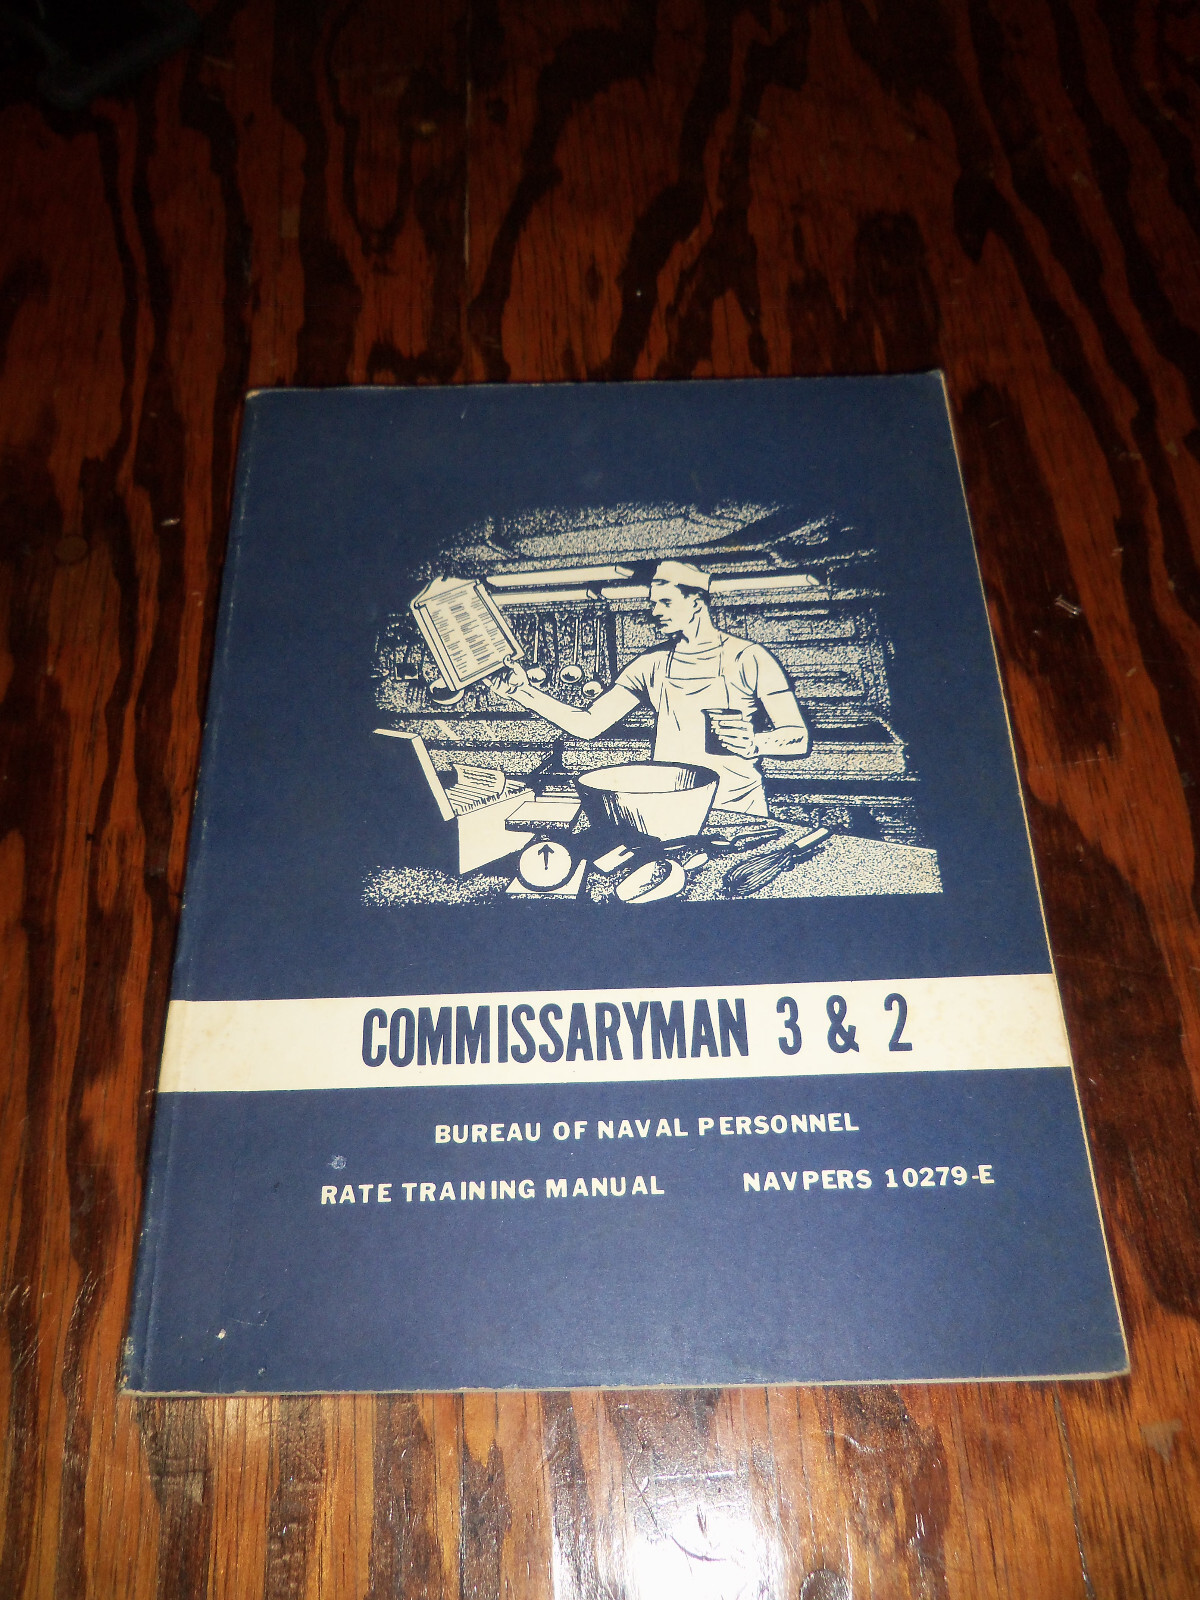 COMMISSARYMAN 3 & 2
BUREAU OF NAVAL PERSONNEL
RATE TRAINING MANUAL NAVPERS 10279-E